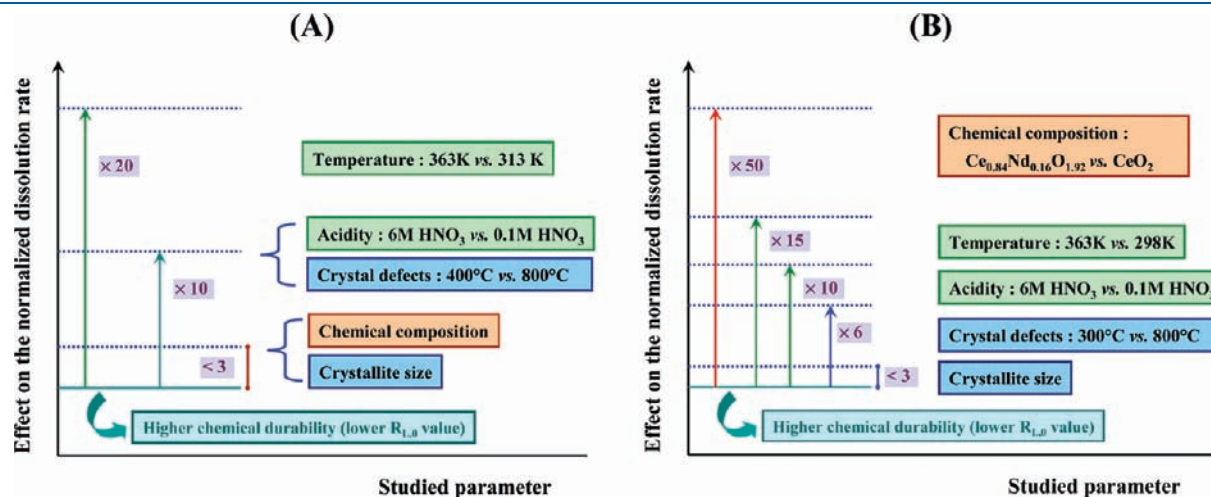 (A)
Effect on the normalized dissolution rate
× 20
Temperature : 363K vs. 313 K
Acidity : 6M HNO₃ vs. 0.1M HNO₃
Crystal defects : 400°C vs. 800°C
× 10
Chemical composition
< 3
Crystallite size
Higher chemical durability (lower R_L,0 value)
Studied parameter
(B)
Effect on the normalized dissolution rate
Chemical composition :
Ce₀.₈₄Nd₀.₁₆O₁.₉₂ vs. CeO₂
× 50
× 15
Temperature : 363K vs. 298K
× 10
Acidity : 6M HNO₃ vs. 0.1M HNO₃
× 6
Crystal defects : 300°C vs. 800°C
< 3
Crystallite size
Higher chemical durability (lower R_L,0 value)
Studied parameter